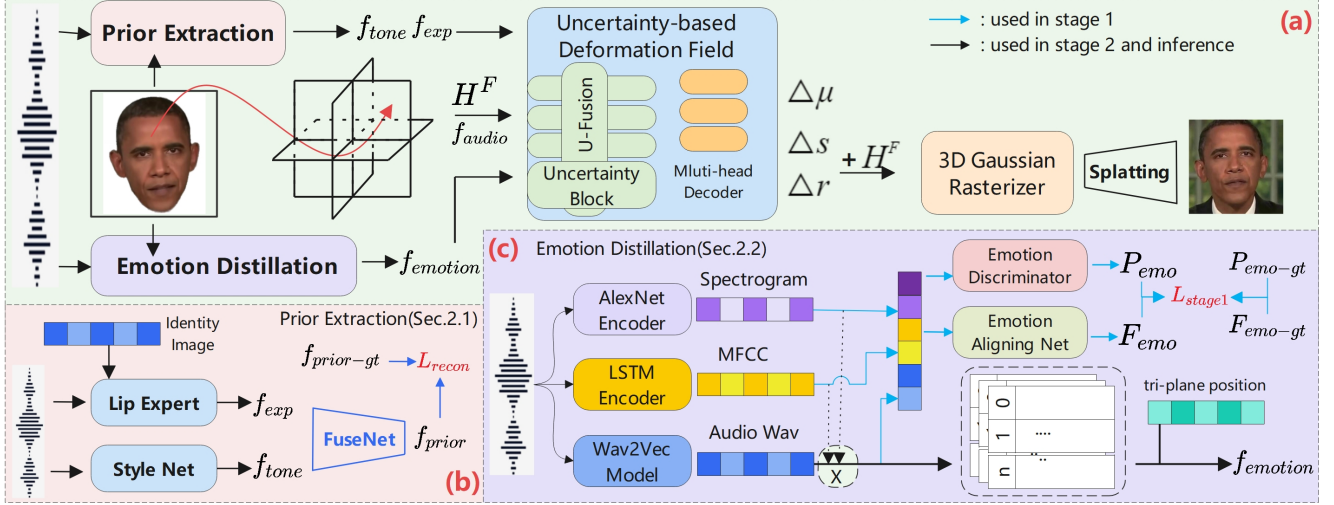 Prior Extraction
f_tone f_exp
Uncertainty-based
Deformation Field
: used in stage 1
: used in stage 2 and inference
(a)
H^F
f_audio
U-Fusion
Uncertainty
Block
Mluti-head
Decoder
△μ
△s
△r
+ H^F
3D Gaussian
Rasterizer
Splatting
Emotion Distillation
f_emotion
Prior Extraction(Sec.2.1)
Identity
Image
f_prior-gt
L_recon
Lip Expert
f_exp
FuseNet
f_prior
Style Net
f_tone
(b)
(c)
Emotion Distillation(Sec.2.2)
AlexNet
Encoder
Spectrogram
LSTM
Encoder
MFCC
Wav2Vec
Model
Audio Wav
X
Emotion
Discriminator
P_emo
P_emo-gt
L_stage1
Emotion
Aligning Net
F_emo
F_emo-gt
0
1 ....
n
tri-plane position
f_emotion